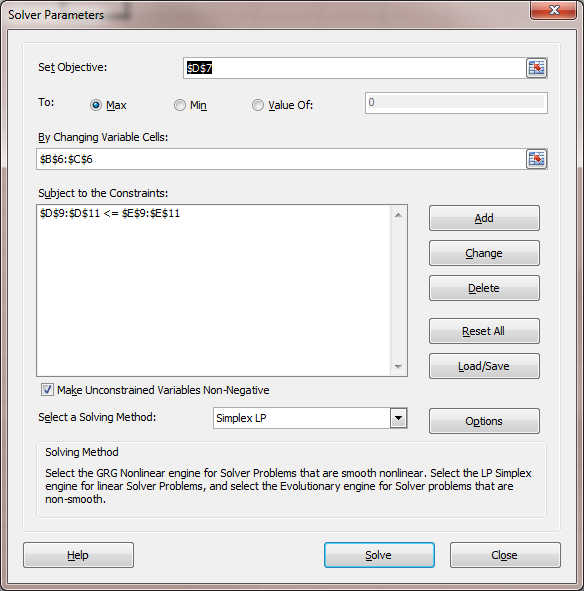 Solver Parameters
Set Objective: $D$7
To: Max Min Value Of: 0
By Changing Variable Cells:
$B$6:$C$6
Subject to the Constraints:
$D$9:$D$11 <= $E$9:$E$11
Add
Change
Delete
Reset All
Load/Save
Make Unconstrained Variables Non-Negative
Select a Solving Method: Simplex LP
Options
Solving Method
Select the GRG Nonlinear engine for Solver Problems that are smooth nonlinear. Select the LP Simplex
engine for linear Solver Problems, and select the Evolutionary engine for Solver problems that are
non-smooth.
Help Solve Close